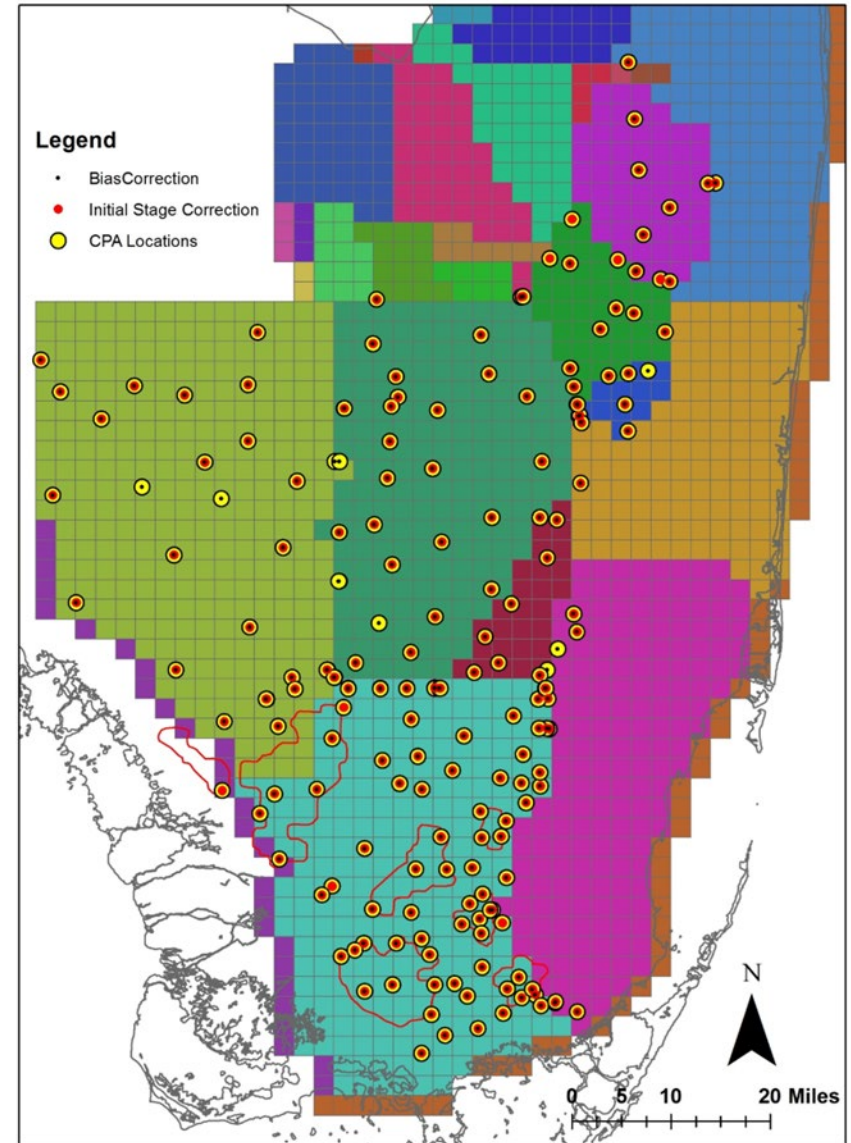 Legend
BiasCorrection
Initial Stage Correction
CPA Locations
N
0 5 10 20 Miles